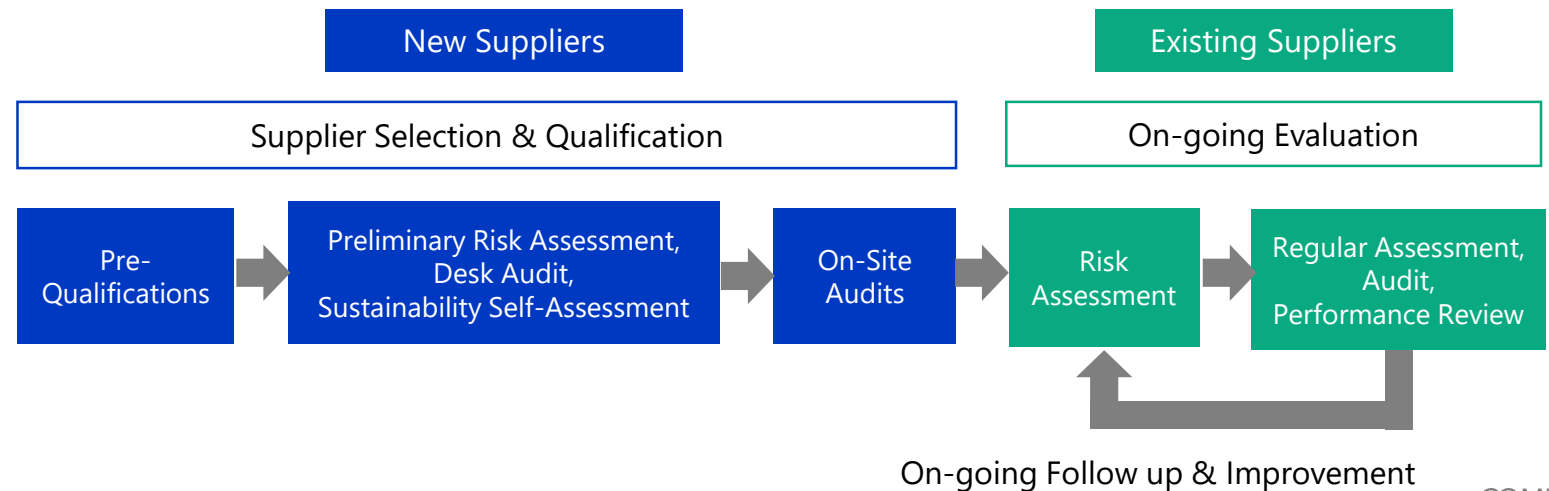 New Suppliers
Existing Suppliers
Supplier Selection & Qualification
On-going Evaluation
Pre-
Qualifications
Preliminary Risk Assessment,
Desk Audit,
Sustainability Self-Assessment
On-Site
Audits
Risk
Assessment
Regular Assessment,
Audit,
Performance Review
On-going Follow up & Improvement